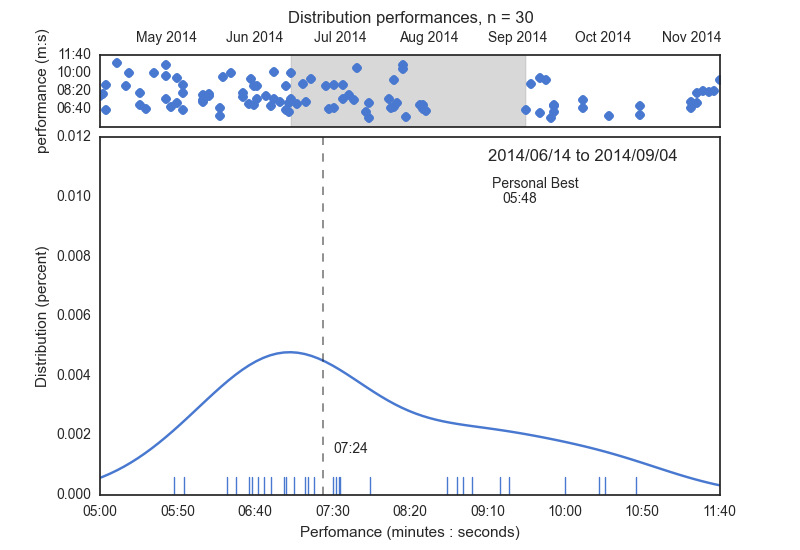 Distribution performances, n = 30
May 2014 Jun 2014 Jul 2014 Aug 2014 Sep 2014 Oct 2014 Nov 2014
performance (m:s)
11:40
10:00
08:20
06:40
Distribution (percent)
0.012
0.010
0.008
0.006
0.004
0.002
0.000
2014/06/14 to 2014/09/04
Personal Best
05:48
07:24
05:00 05:50 06:40 07:30 08:20 09:10 10:00 10:50 11:40
Perfomance (minutes : seconds)